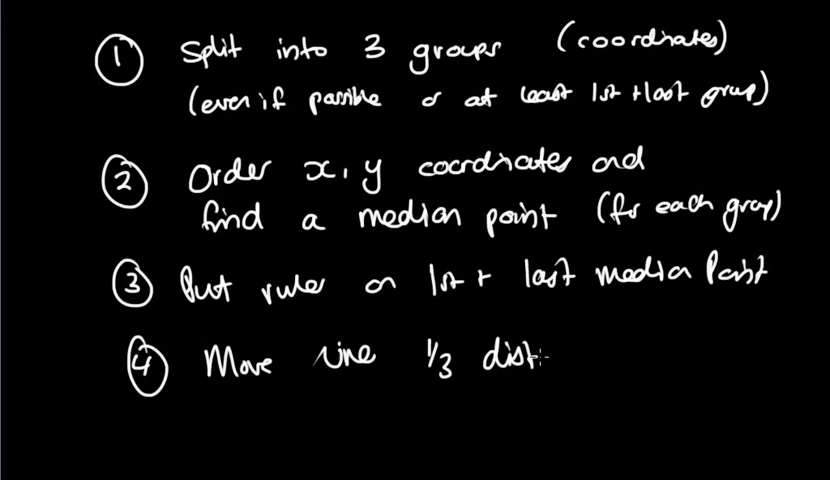 ① Split into 3 groups (coordinates)
(even if possible or at least 1st + last group)
② Order x, y coordinates and
find a median point (for each group)
③ Put ruler on 1st + last median Point
④ Move line 1/3 dist